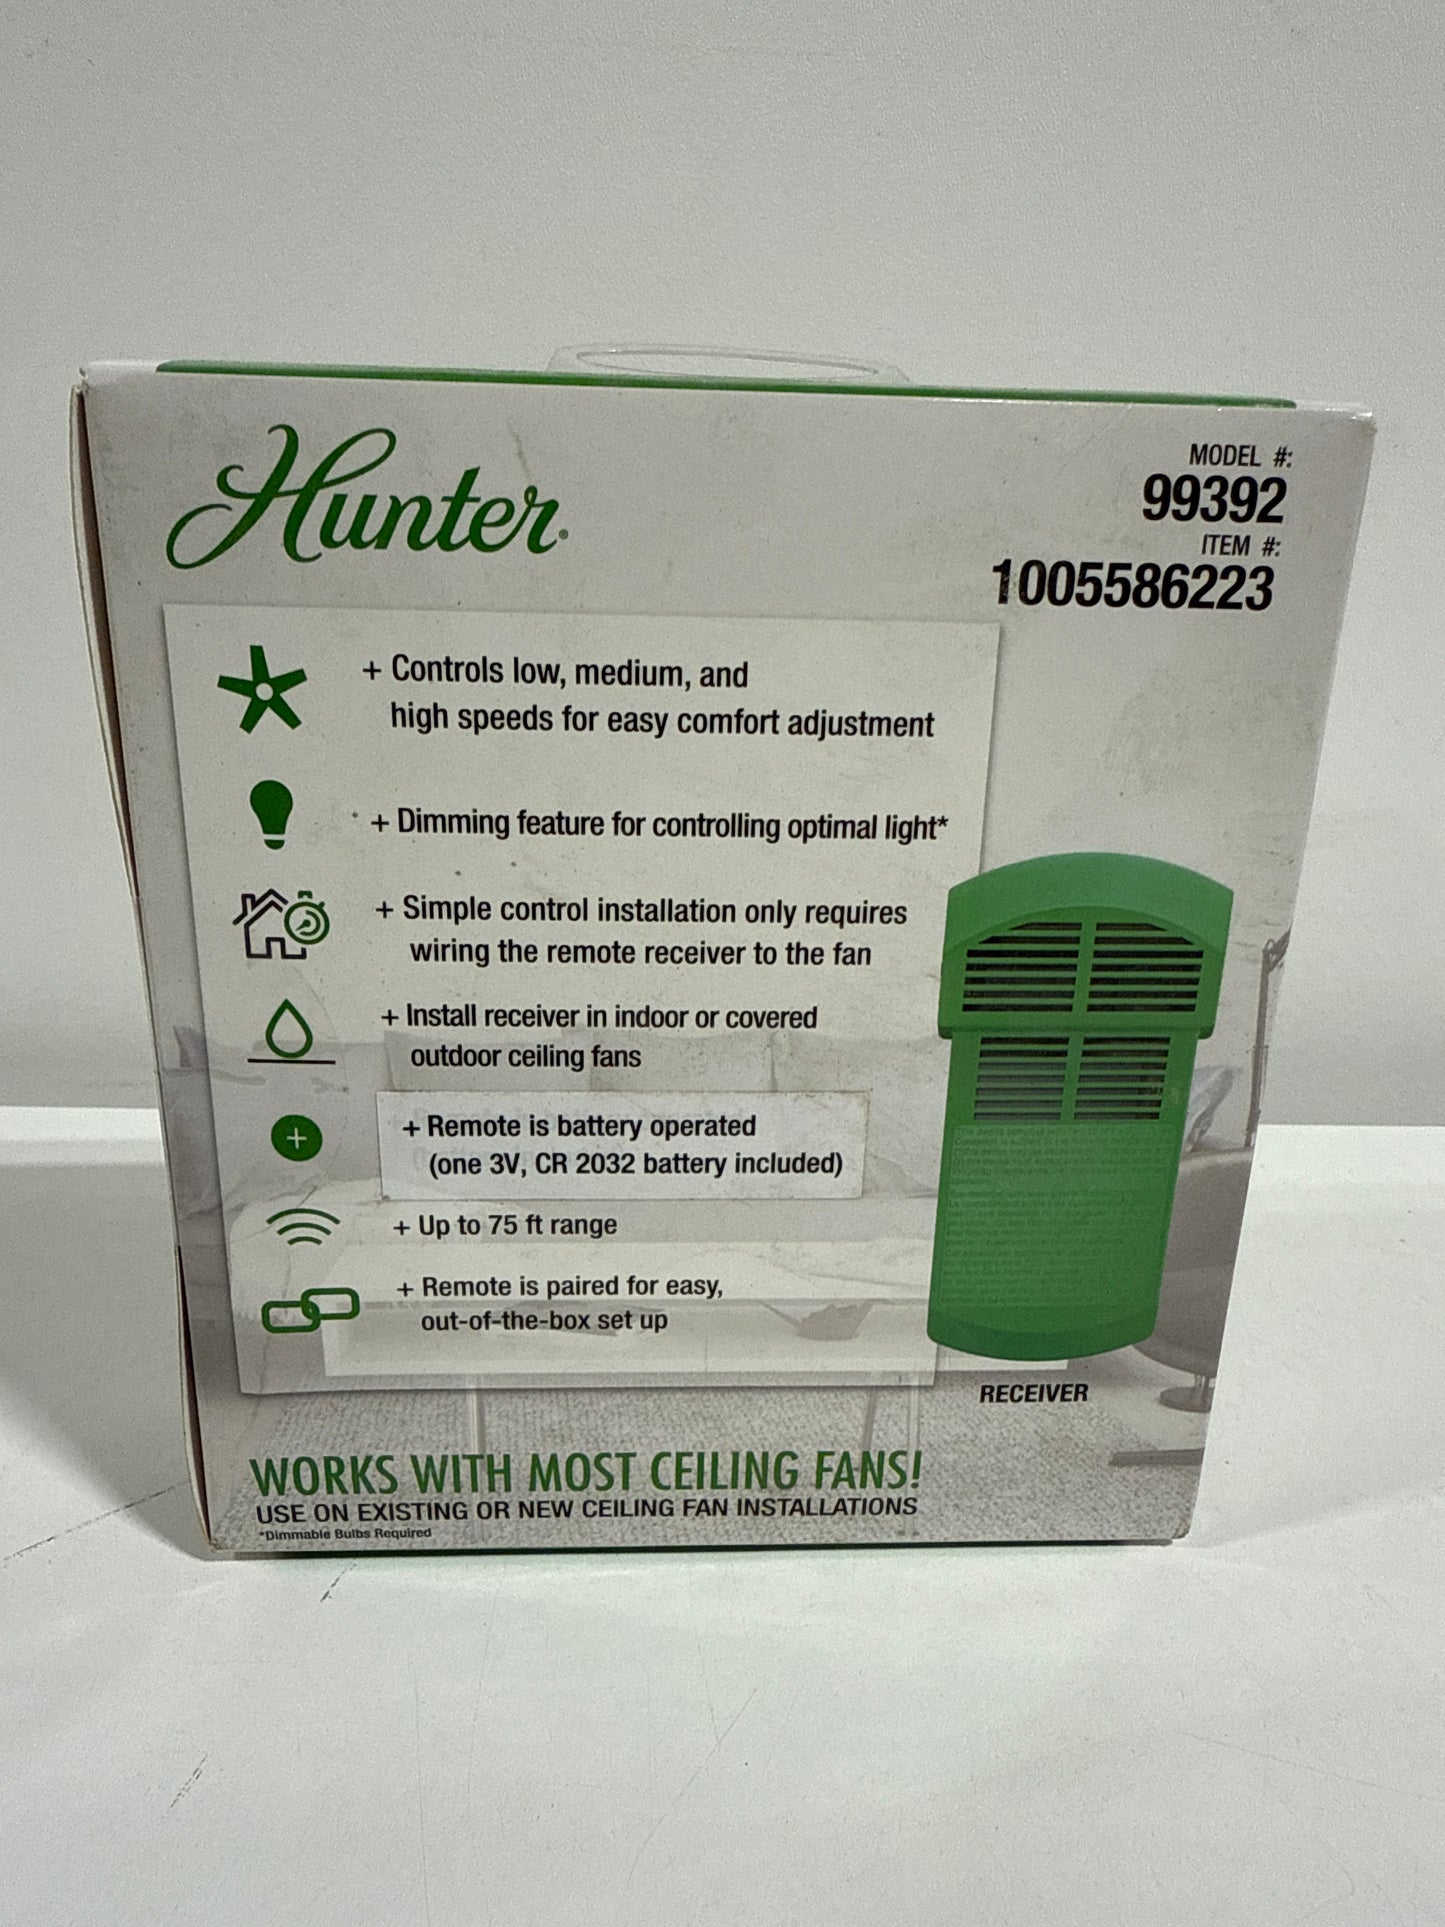 Hunter®
MODEL #:
99392
ITEM #:
1005586223
+ Controls low, medium, and
high speeds for easy comfort adjustment
+ Dimming feature for controlling optimal light*
+ Simple control installation only requires
wiring the remote receiver to the fan
+ Install receiver in indoor or covered
outdoor ceiling fans
+ Remote is battery operated
(one 3V, CR 2032 battery included)
+ Up to 75 ft range
+ Remote is paired for easy,
out-of-the-box set up
RECEIVER
WORKS WITH MOST CEILING FANS!
USE ON EXISTING OR NEW CEILING FAN INSTALLATIONS
*Dimmable Bulbs Required